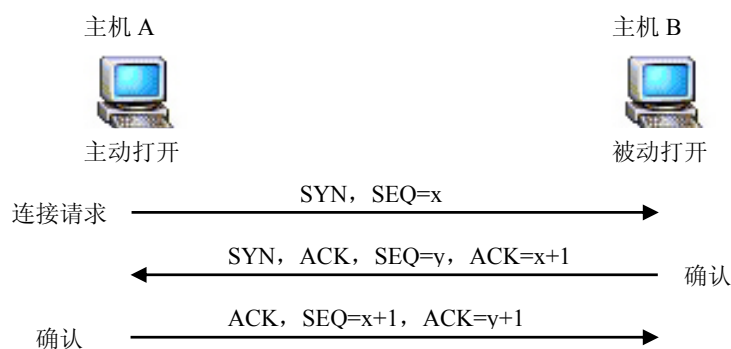 主机 A
主机 B
主动打开
被动打开
SYN，SEQ=x
连接请求
SYN，ACK，SEQ=y，ACK=x+1
确认
ACK，SEQ=x+1，ACK=y+1
确认